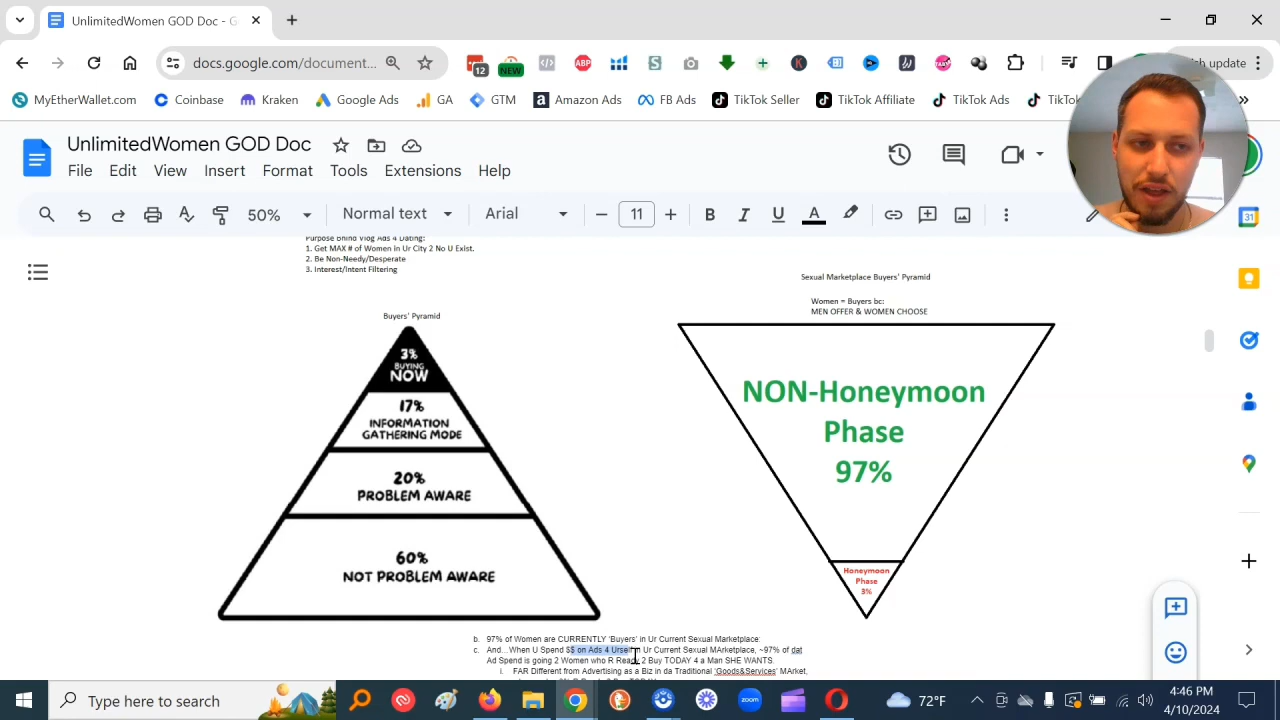 UnlimitedWomen GOD Doc - G
docs.google.com/document...
12
NEW
ABP
ch update
MyEtherWallet.com
Coinbase
Kraken
Google Ads
GA
GTM
Amazon Ads
FB Ads
TikTok Seller
TikTok Affiliate
TikTok Ads
UnlimitedWomen GOD Doc
File Edit View Insert Format Tools Extensions Help
50%
Normal text
Arial
11
31
Purpose Bhind Vlog Ads 4 Dating:
1. Get MAX # of Women in Ur City 2 No U Exist.
2. Be Non-Needy/Desperate
3. Interest/Intent Filtering
Sexual Marketplace Buyers' Pyramid
Women = Buyers bc:
MEN OFFER & WOMEN CHOOSE
Buyers' Pyramid
3%
BUYING
NOW
17%
INFORMATION
GATHERING MODE
20%
PROBLEM AWARE
60%
NOT PROBLEM AWARE
NON-Honeymoon
Phase
97%
Honeymoon
Phase
3%
b. 97% of Women are CURRENTLY 'Buyers' in Ur Current Sexual Marketplace:
c. And...When U Spend $$ on Ads 4 Urself in Ur Current Sexual MArketplace, ~97% of dat
Ad Spend is going 2 Women who R Ready 2 Buy TODAY 4 a Man SHE WANTS.
i. FAR Different from Advertising as a Biz in da Traditional 'Goods&Services' MArket,
Type here to search
zoom
72°F
4:46 PM
4/10/2024